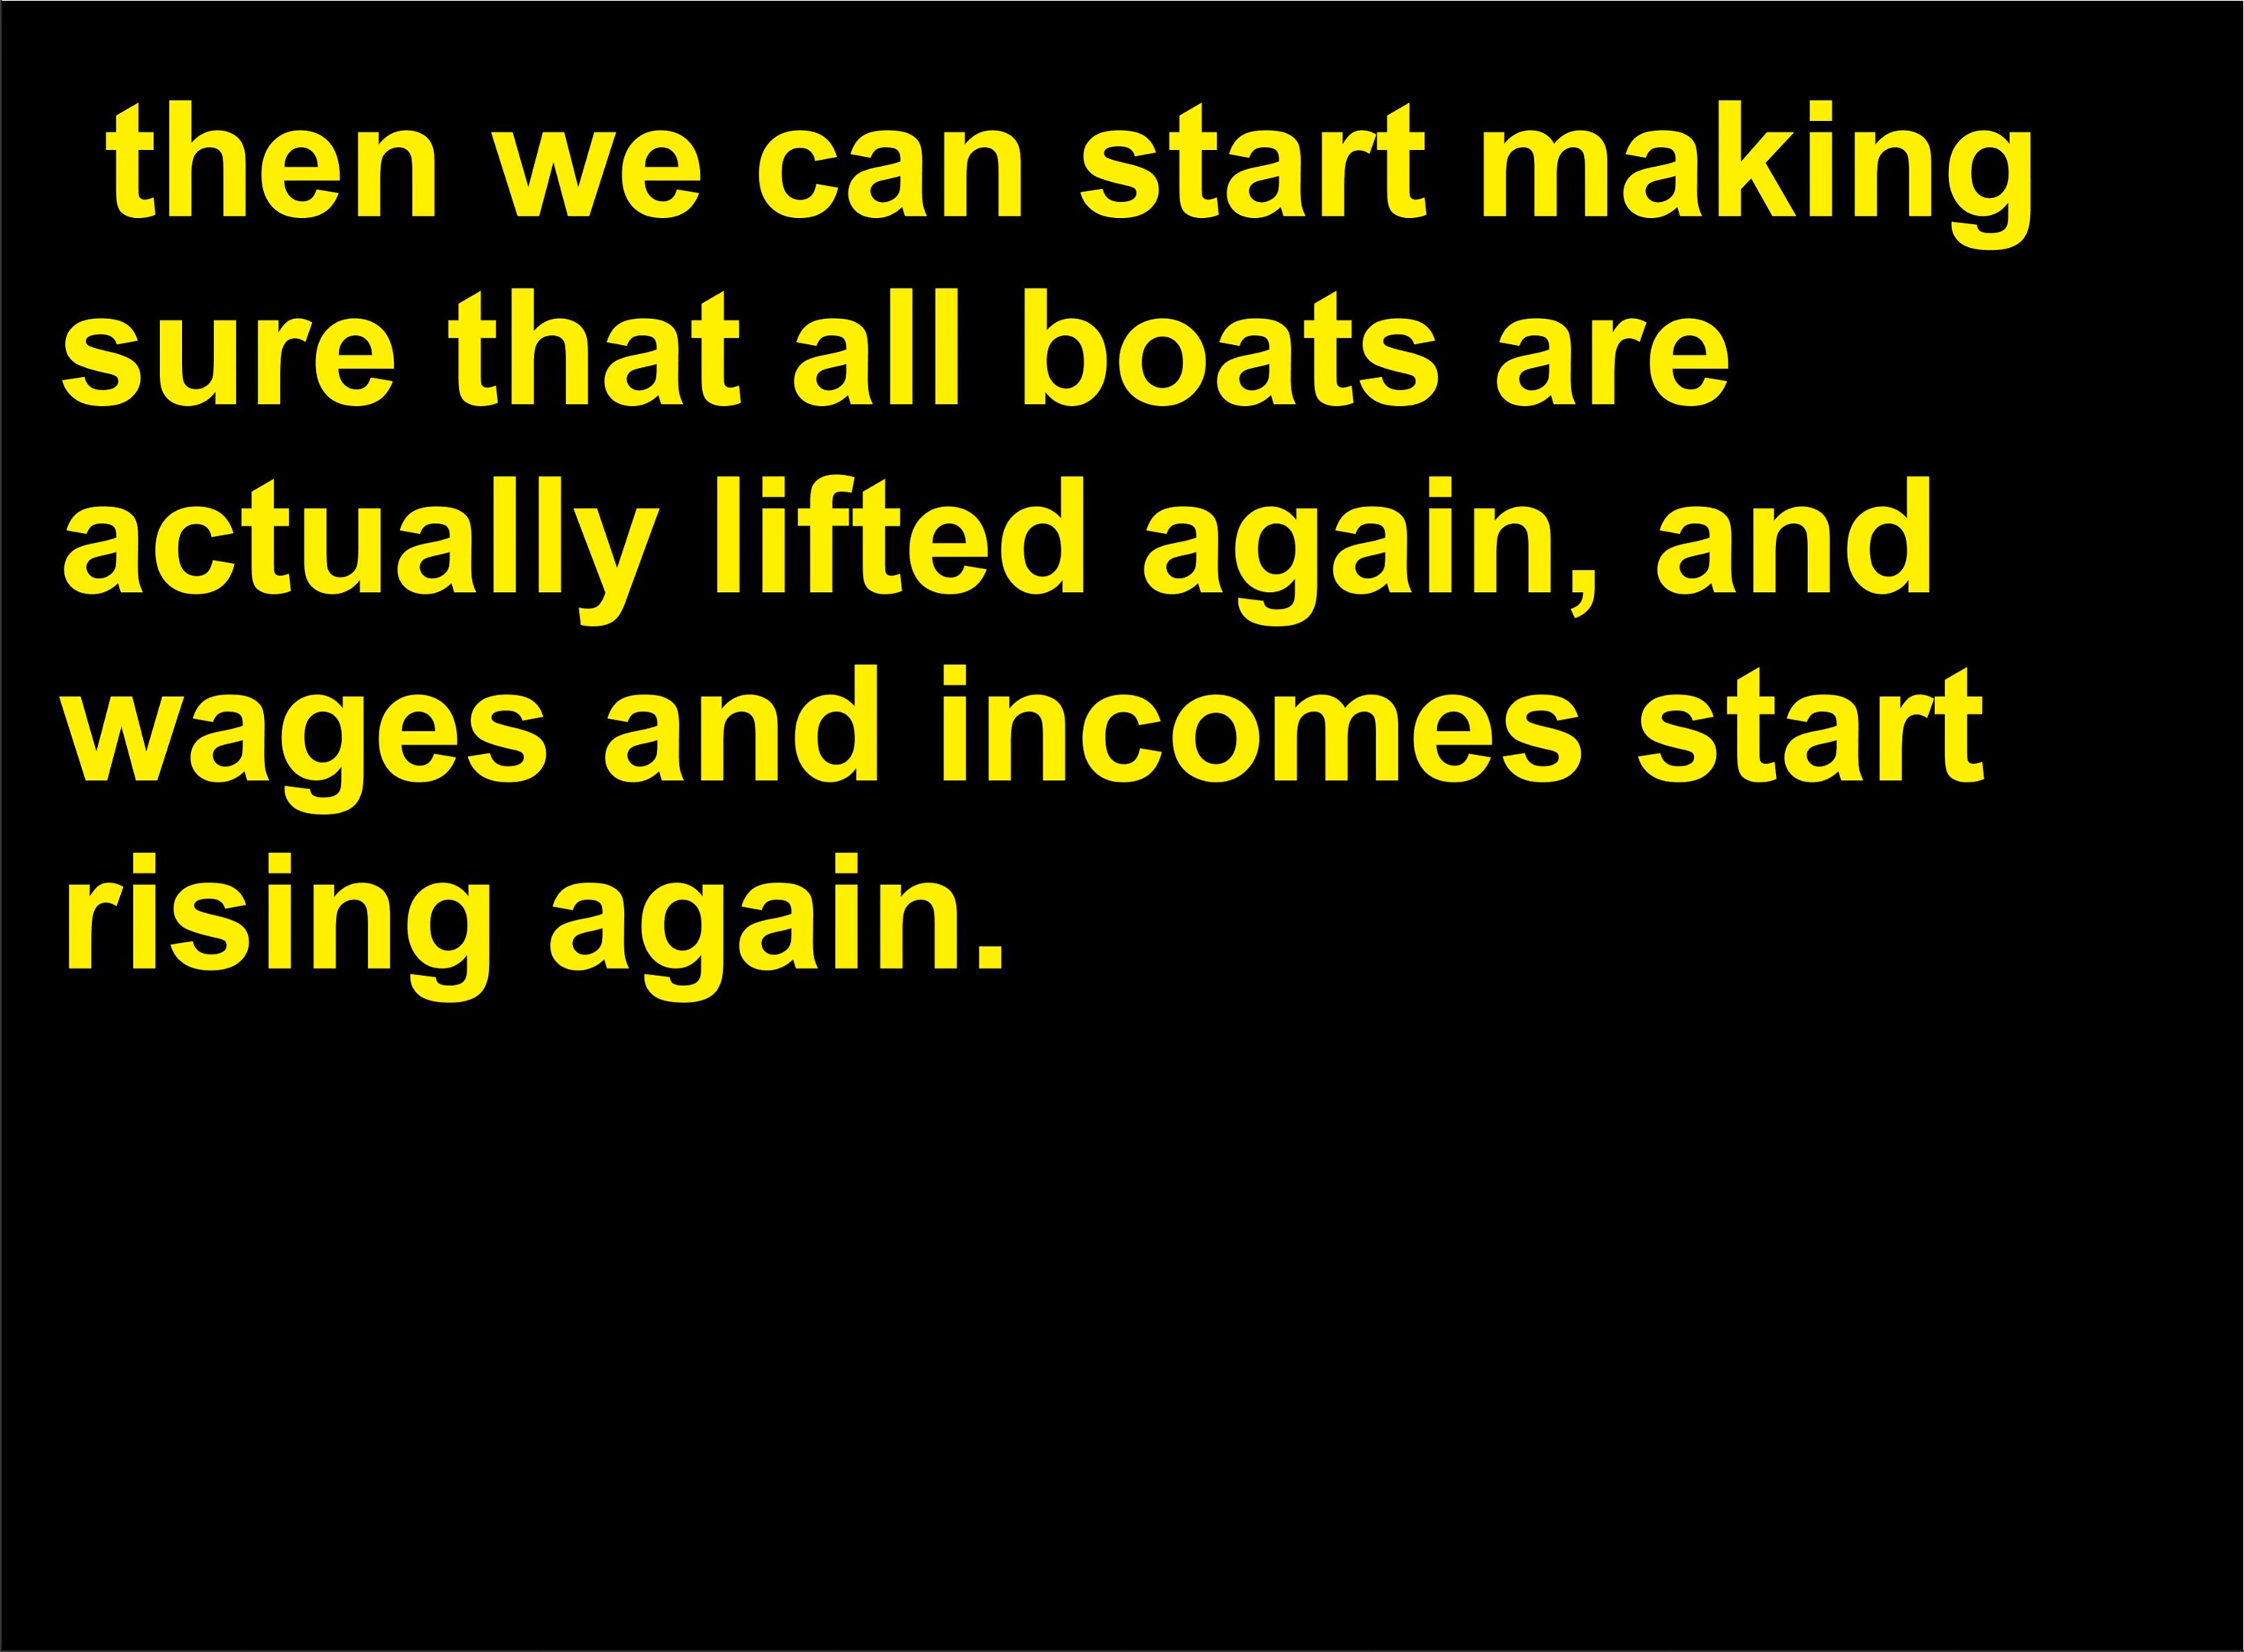 then we can start making
sure that all boats are
actually lifted again, and
wages and incomes start
rising again.